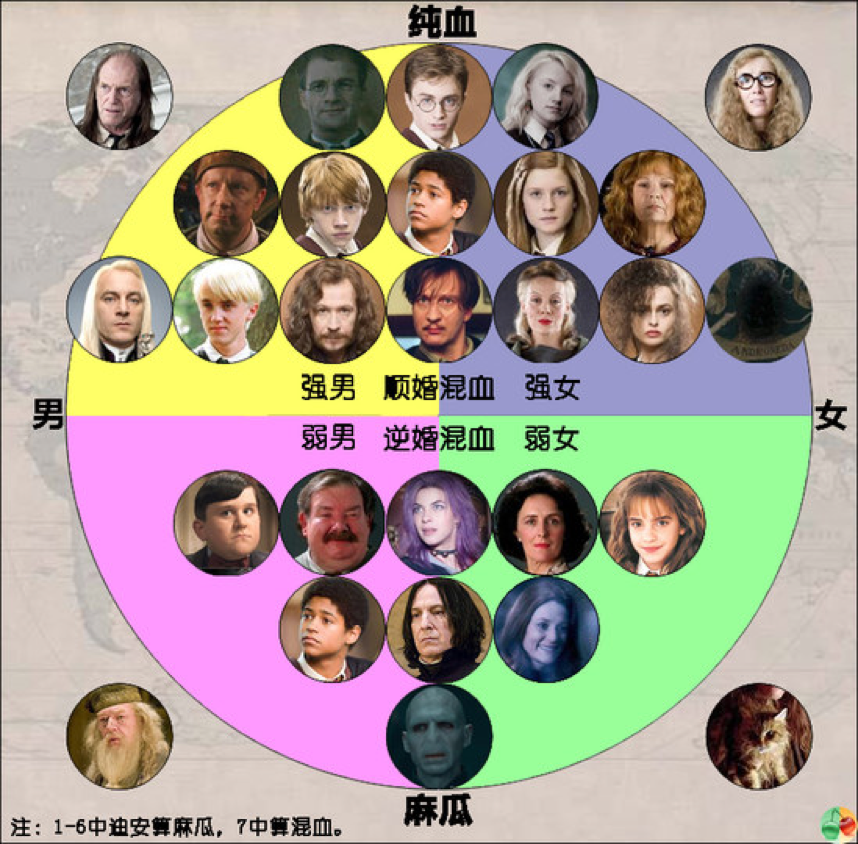 纯血
强男 顺婚混血 强女
男 女
弱男 逆婚混血 弱女
麻瓜
注：1-6中迪安算麻瓜，7中算混血。